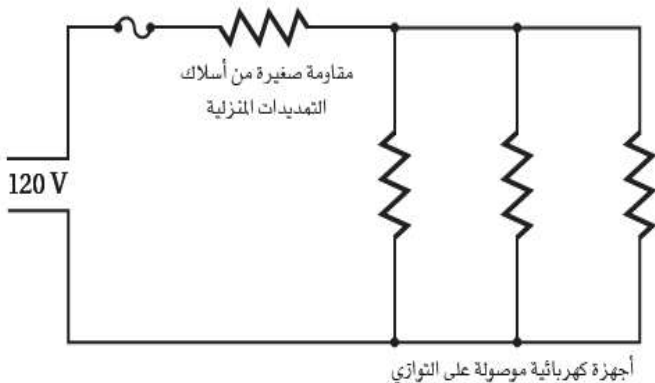 مقاومة صغيرة من أسلاك
التمديدات المنزلية
120 V
أجهزة كهربائية موصولة على التوازي